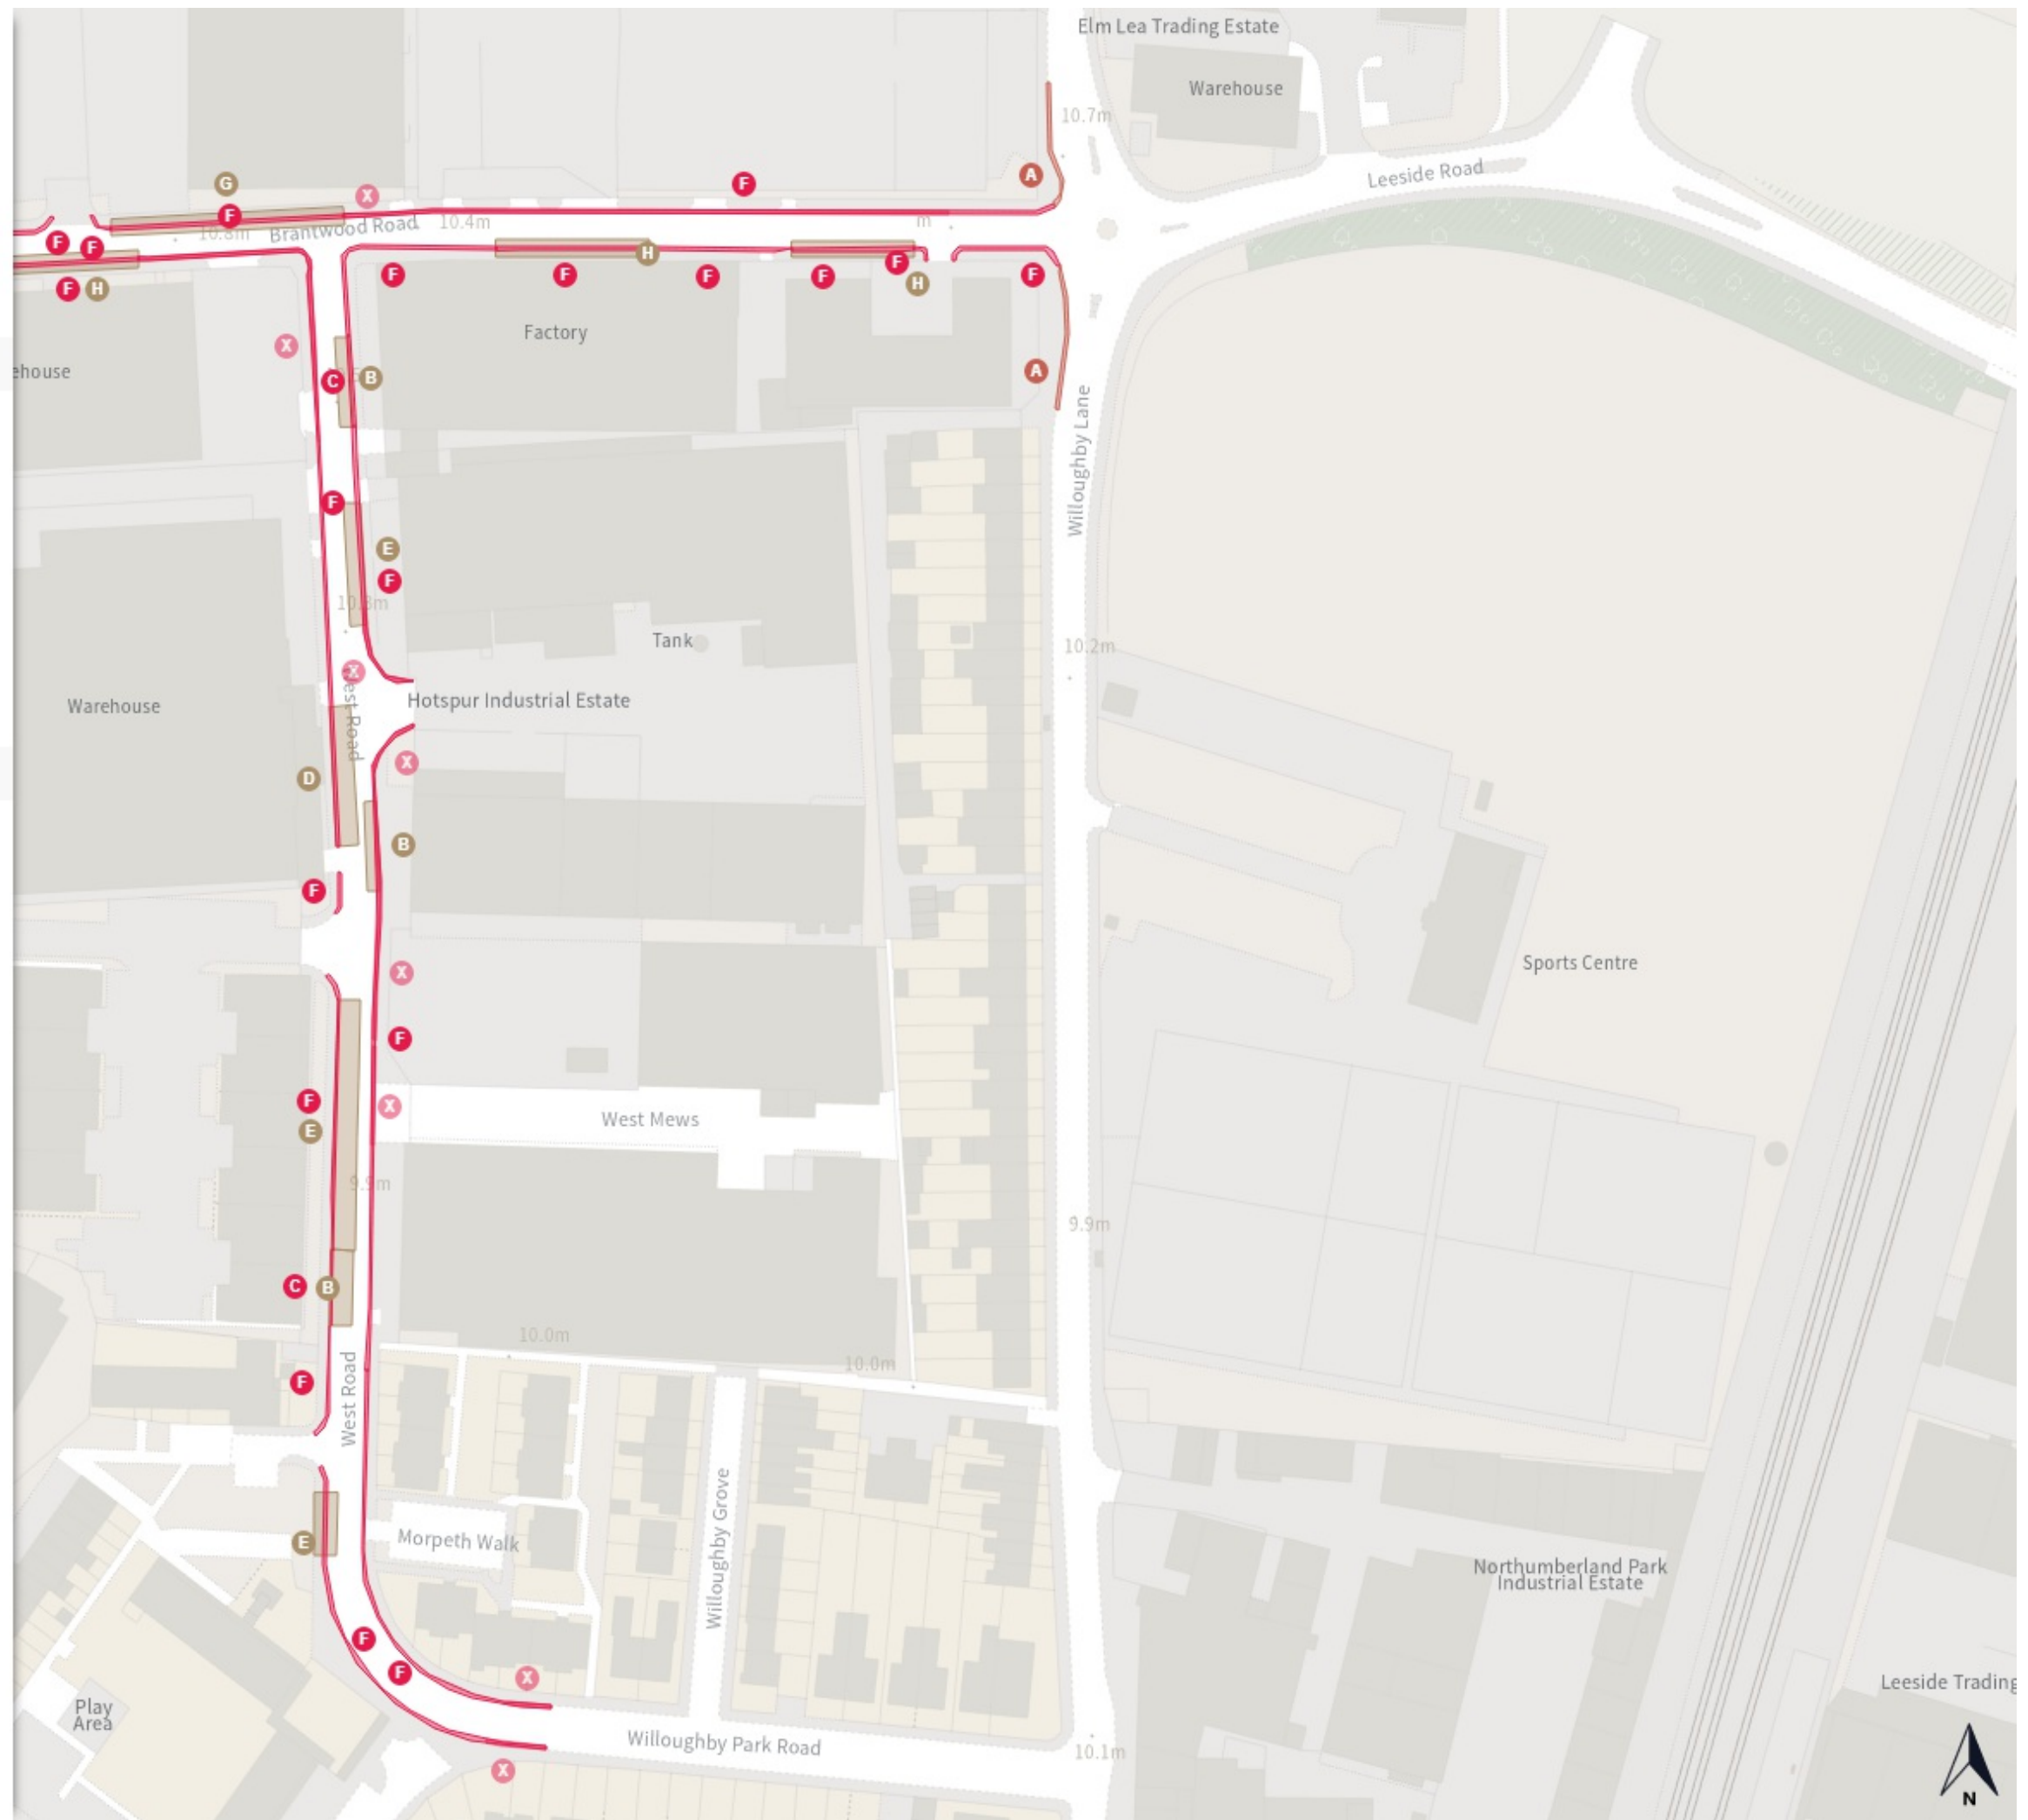 Elm Lea Trading Estate
Warehouse
10.7m
A
Leeside Road
G
X
F
F
Brantwood Road
10.8m
10.4m
m
F
F
H
F
H
F
F
F
F
F
H
F
X
Factory
ehouse
C
B
A
Willoughby Lane
F
E
F
10.3m
Tank
10.2m
X
est Road
Hotspur Industrial Estate
Warehouse
X
D
B
F
X
Sports Centre
F
F
X
E
West Mews
9.9m
9.9m
C
B
10.0m
10.0m
F
West Road
Willoughby Grove
E
Morpeth Walk
Northumberland Park
Industrial Estate
F
F
X
Leeside Trading
Play
Area
Willoughby Park Road
10.1m
X
N